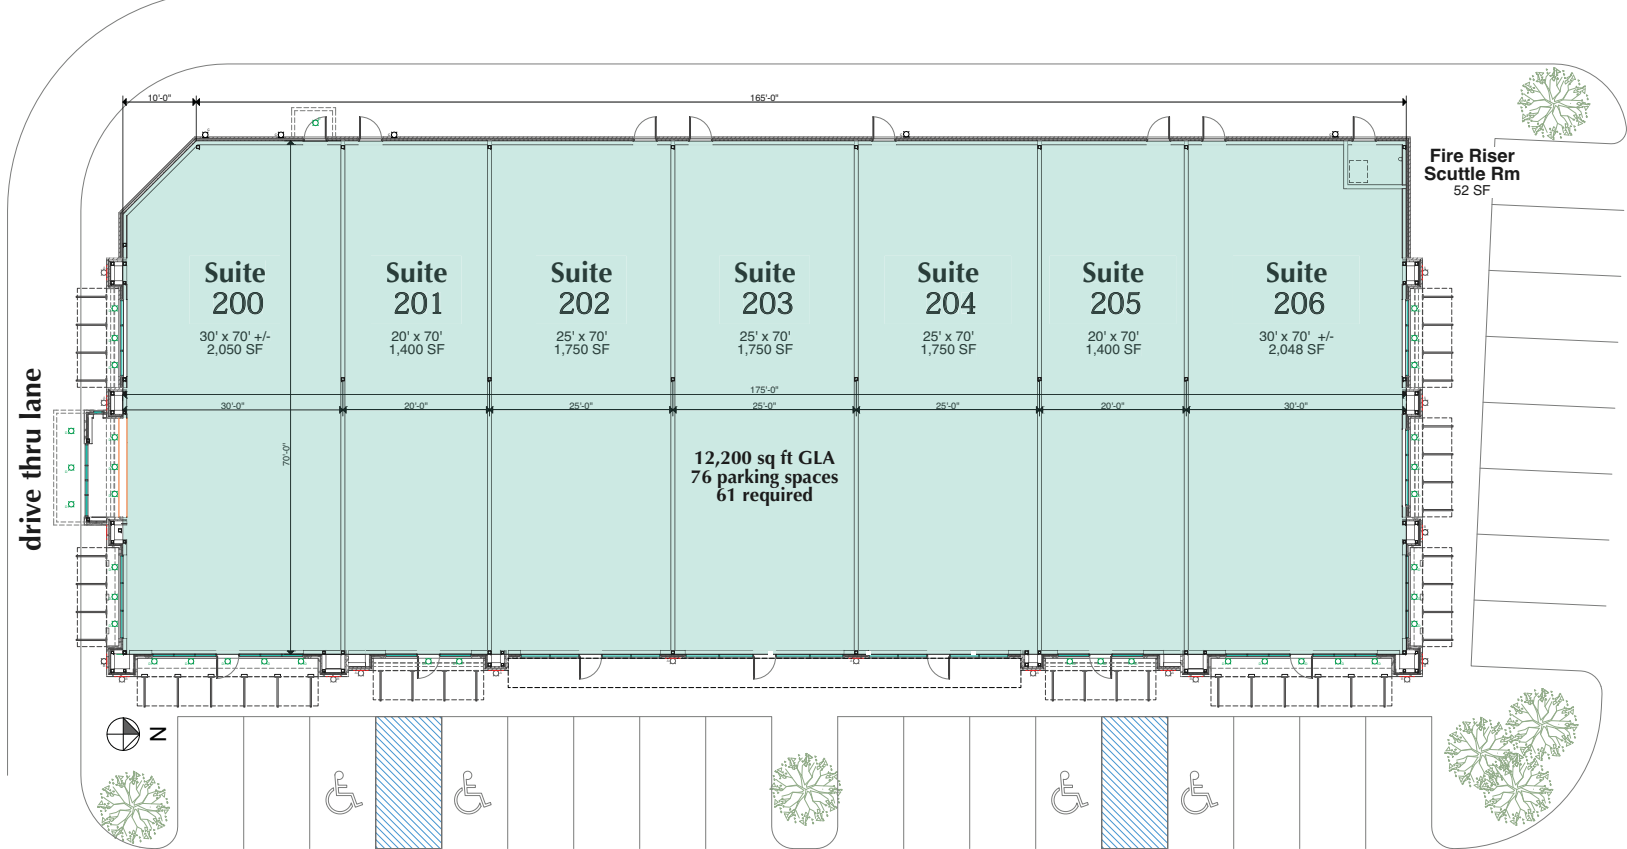 10'-0"
165'-0"
Fire Riser
Scuttle Rm
52 SF
Suite
200
30' x 70' +/-
2,050 SF
Suite
201
20' x 70'
1,400 SF
Suite
202
25' x 70'
1,750 SF
Suite
203
25' x 70'
1,750 SF
Suite
204
25' x 70'
1,750 SF
Suite
205
20' x 70'
1,400 SF
Suite
206
30' x 70' +/-
2,048 SF
175'-0"
30'-0"
20'-0"
25'-0"
25'-0"
25'-0"
20'-0"
30'-0"
70'-0"
drive thru lane
12,200 sq ft GLA
76 parking spaces
61 required
N